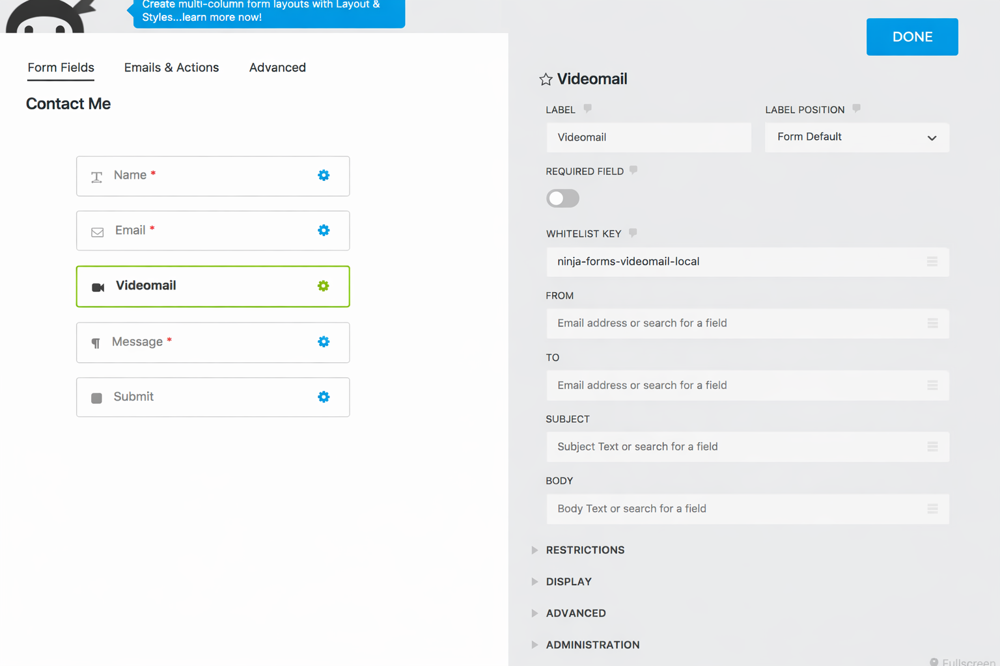 Create multi-column form layouts with Layout &
Styles...learn more now!
DONE
Form Fields
Emails & Actions
Advanced
Contact Me
Name *
Email *
Videomail
Message *
Submit
Videomail
LABEL
LABEL POSITION
Videomail
Form Default
REQUIRED FIELD
WHITELIST KEY
ninja-forms-videomail-local
FROM
Email address or search for a field
TO
Email address or search for a field
SUBJECT
Subject Text or search for a field
BODY
Body Text or search for a field
RESTRICTIONS
DISPLAY
ADVANCED
ADMINISTRATION
Fullscreen